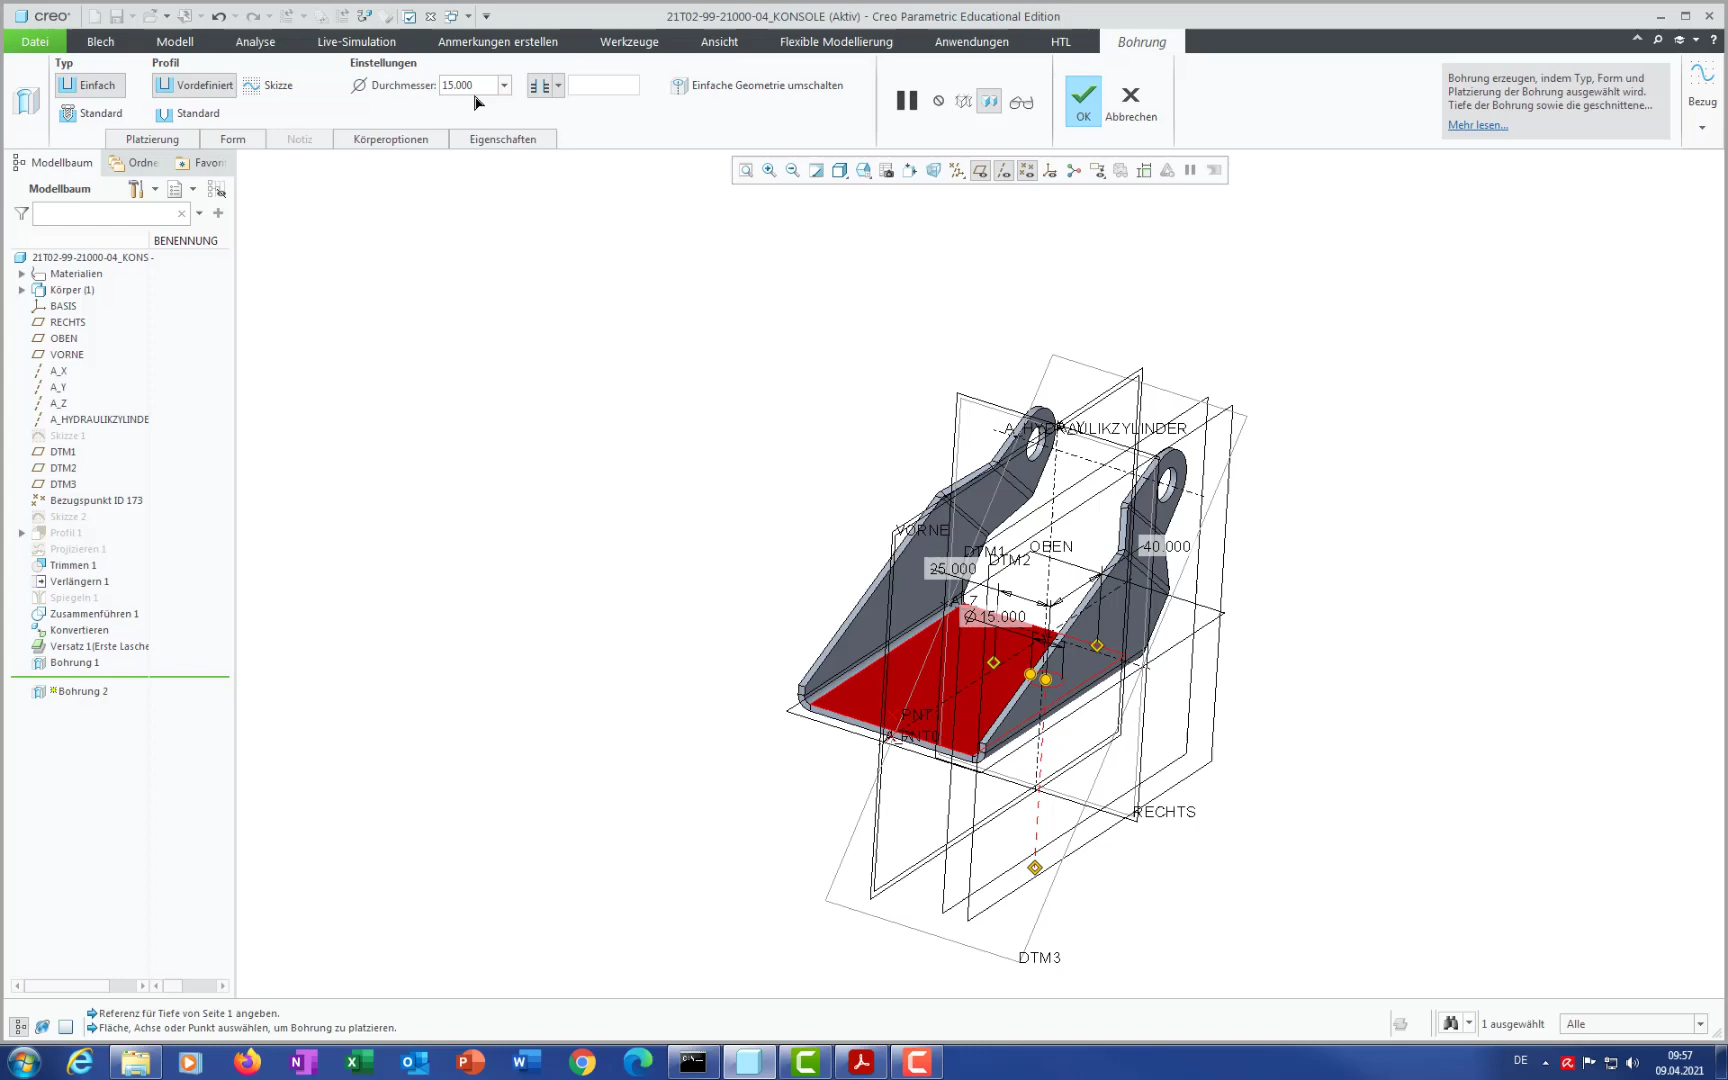 creo
21T02-99-21000-04_KONSOLE (Aktiv) - Creo Parametric Educational Edition
Datei
Blech
Modell
Analyse
Live-Simulation
Anmerkungen erstellen
Werkzeuge
Ansicht
Flexible Modellierung
Anwendungen
HTL
Bohrung
Typ
Profil
Einstellungen
Einfach
Vordefiniert
Skizze
Durchmesser:
15.000
Einfache Geometrie umschalten
Standard
Standard
OK
Abbrechen
Bohrung erzeugen, indem Typ, Form und
Platzierung der Bohrung ausgewählt wird.
Tiefe der Bohrung sowie die geschnittene...
Mehr lesen...
Bezug
Platzierung
Form
Notiz
Körperoptionen
Eigenschaften
Modellbaum
Ordne
Favori
Modellbaum
BENENNUNG
21T02-99-21000-04_KONS -
Materialien
Körper (1)
BASIS
RECHTS
OBEN
VORNE
A_X
A_Y
A_Z
A_HYDRAULIKZYLINDE
Skizze 1
DTM1
DTM2
DTM3
Bezugspunkt ID 173
Skizze 2
Profil 1
Projizieren 1
Trimmen 1
Verlängern 1
Spiegeln 1
Zusammenführen 1
Konvertieren
Versatz 1(Erste Lasche
Bohrung 1
Bohrung 2
A_HYDRAULIKZYLINDER
VORNE
DTM1
OBEN
DTM2
40.000
25.000
Ø15.000
PNT1
PNT0
RECHTS
DTM3
Referenz für Tiefe von Seite 1 angeben.
Fläche, Achse oder Punkt auswählen, um Bohrung zu platzieren.
1 ausgewählt
Alle
DE
09:57
09.04.2021